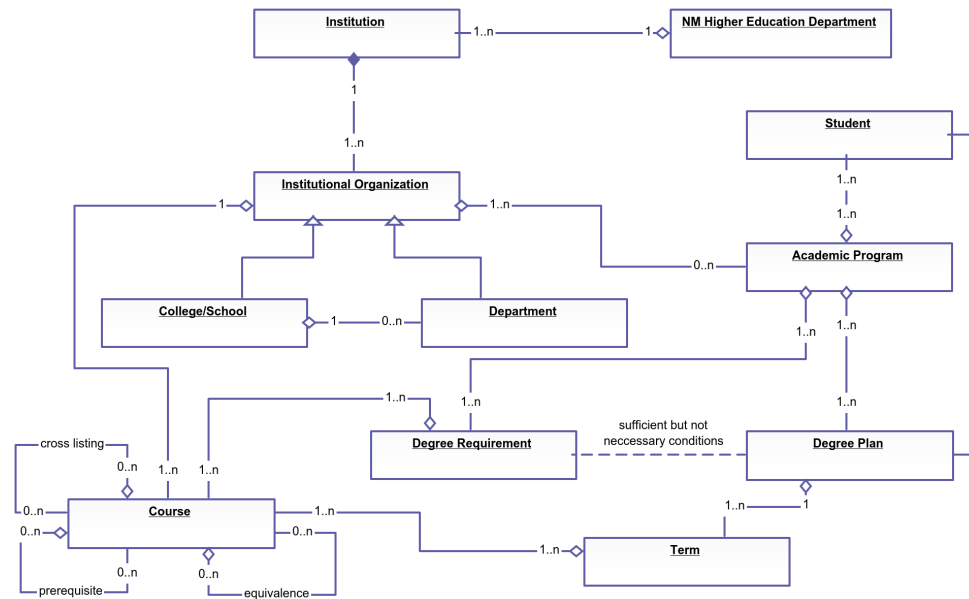 Institution
1..n
1
NM Higher Education Department
1
1..n
Student
1..n
1..n
Institutional Organization
1
1..n
0..n
Academic Program
College/School
1
0..n
Department
1..n
1..n
1..n
1..n
1..n
sufficient but not
neccessary conditions
Degree Requirement
Degree Plan
cross listing
0..n
1..n
1..n
0..n
Course
1..n
1..n
1
0..n
0..n
1..n
Term
0..n
0..n
prerequisite
equivalence